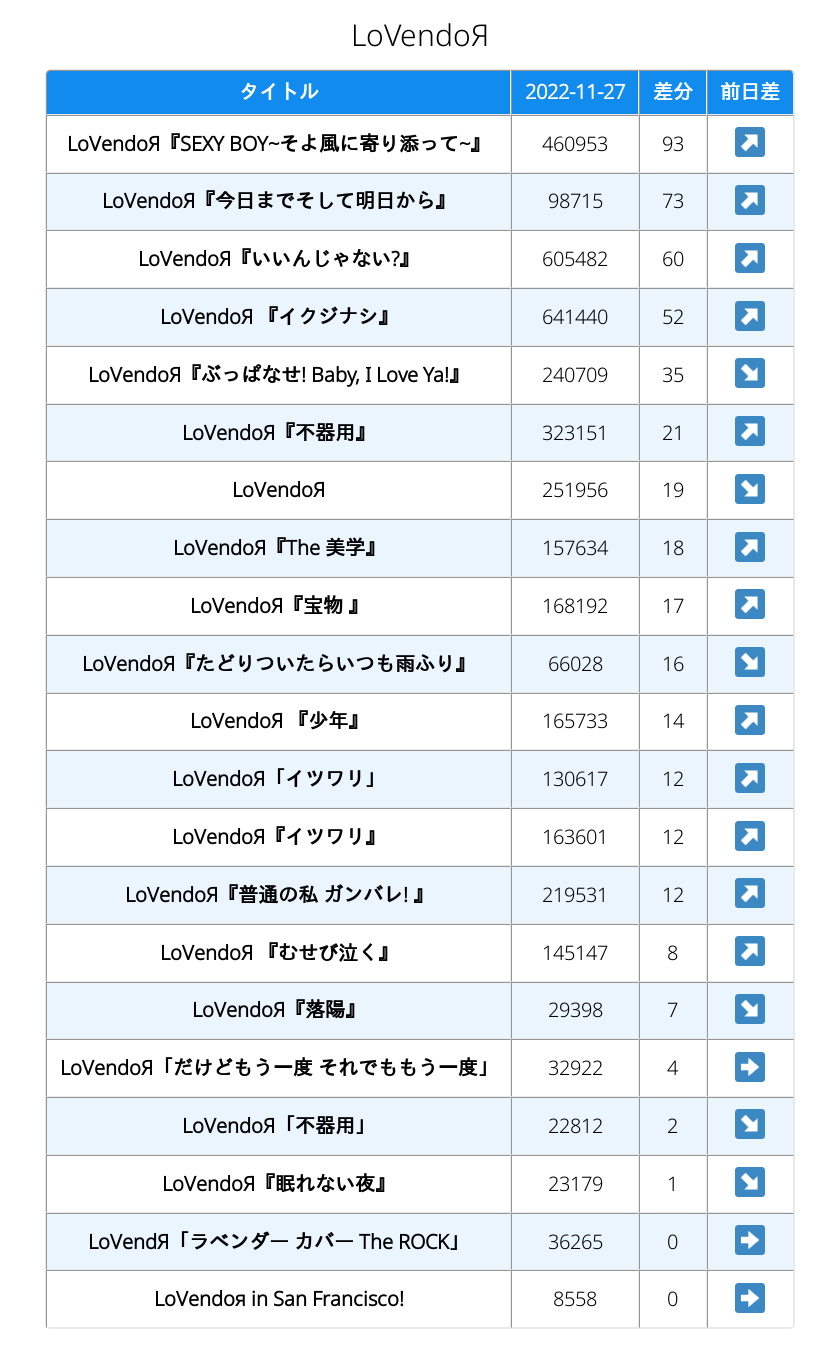 LoVendoЯ
タイトル 2022-11-27 差分 前日差
LoVendoЯ『SEXY BOY~そよ風に寄り添って~』 460953 93
LoVendoЯ『今日までそして明日から』 98715 73
LoVendoЯ『いいんじゃない?』 605482 60
LoVendoЯ 『イクジナシ』 641440 52
LoVendoЯ『ぶっぱなせ! Baby, I Love Ya!』 240709 35
LoVendoЯ『不器用』 323151 21
LoVendoЯ 251956 19
LoVendoЯ『The 美学』 157634 18
LoVendoЯ『宝物 』 168192 17
LoVendoЯ『たどりついたらいつも雨ふり』 66028 16
LoVendoЯ 『少年』 165733 14
LoVendoЯ「イツワリ」 130617 12
LoVendoЯ『イツワリ』 163601 12
LoVendoЯ『普通の私 ガンバレ! 』 219531 12
LoVendoЯ 『むせび泣く』 145147 8
LoVendoЯ『落陽』 29398 7
LoVendoЯ「だけどもう一度 それでももう一度」 32922 4
LoVendoЯ「不器用」 22812 2
LoVendoЯ『眠れない夜』 23179 1
LoVendЯ「ラベンダー カバー The ROCK」 36265 0
LoVendoя in San Francisco! 8558 0